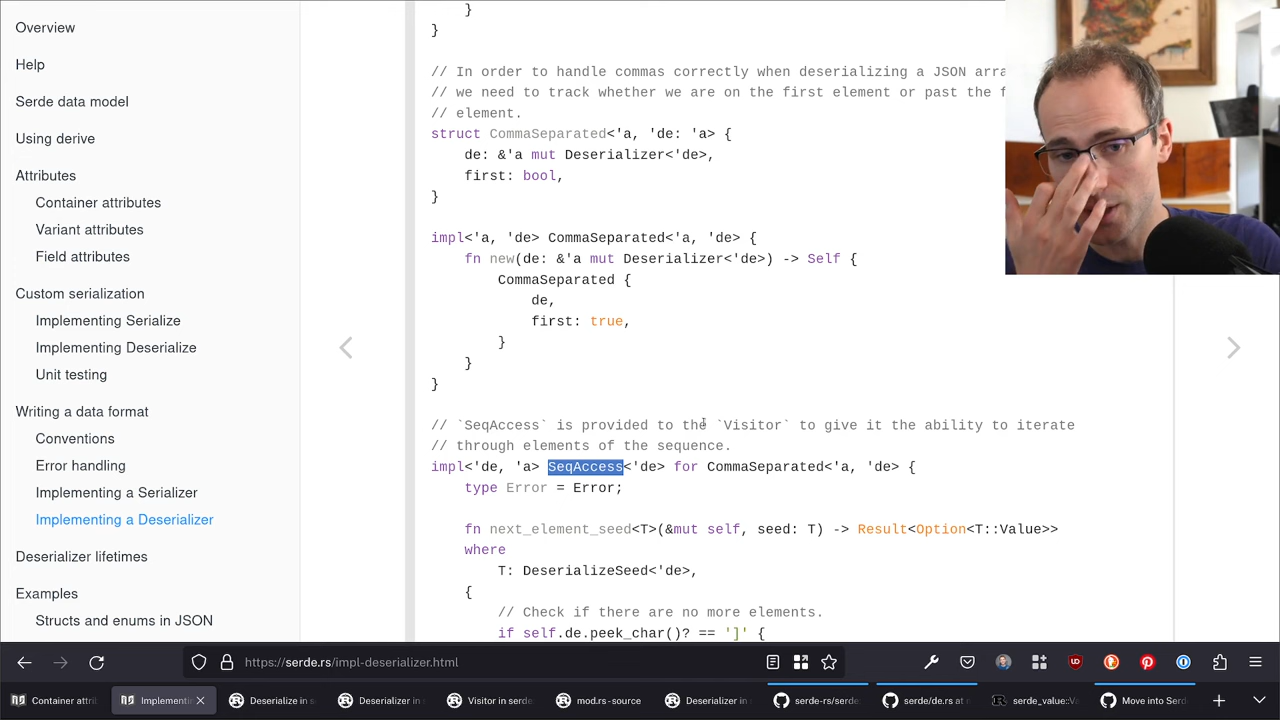 Overview
Help
Serde data model
Using derive
Attributes
Container attributes
Variant attributes
Field attributes
Custom serialization
Implementing Serialize
Implementing Deserialize
Unit testing
Writing a data format
Conventions
Error handling
Implementing a Serializer
Implementing a Deserializer
Deserializer lifetimes
Examples
Structs and enums in JSON
}
}
// In order to handle commas correctly when deserializing a JSON arra
// we need to track whether we are on the first element or past the f
// element.
struct CommaSeparated<'a, 'de: 'a> {
de: &'a mut Deserializer<'de>,
first: bool,
}
impl<'a, 'de> CommaSeparated<'a, 'de> {
fn new(de: &'a mut Deserializer<'de>) -> Self {
CommaSeparated {
de,
first: true,
}
}
}
// `SeqAccess` is provided to the `Visitor` to give it the ability to iterate
// through elements of the sequence.
impl<'de, 'a> SeqAccess<'de> for CommaSeparated<'a, 'de> {
type Error = Error;
fn next_element_seed<T>(&mut self, seed: T) -> Result<Option<T::Value>>
where
T: DeserializeSeed<'de>,
{
// Check if there are no more elements.
if self.de.peek_char()? == ']' {
https://serde.rs/impl-deserializer.html
Container attri
Implementi
Deserialize in s
Deserializer in
Visitor in serde
mod.rs - source
Deserializer in
serde-rs/serde:
serde/de.rs at
serde_value::Va
Move into Serd